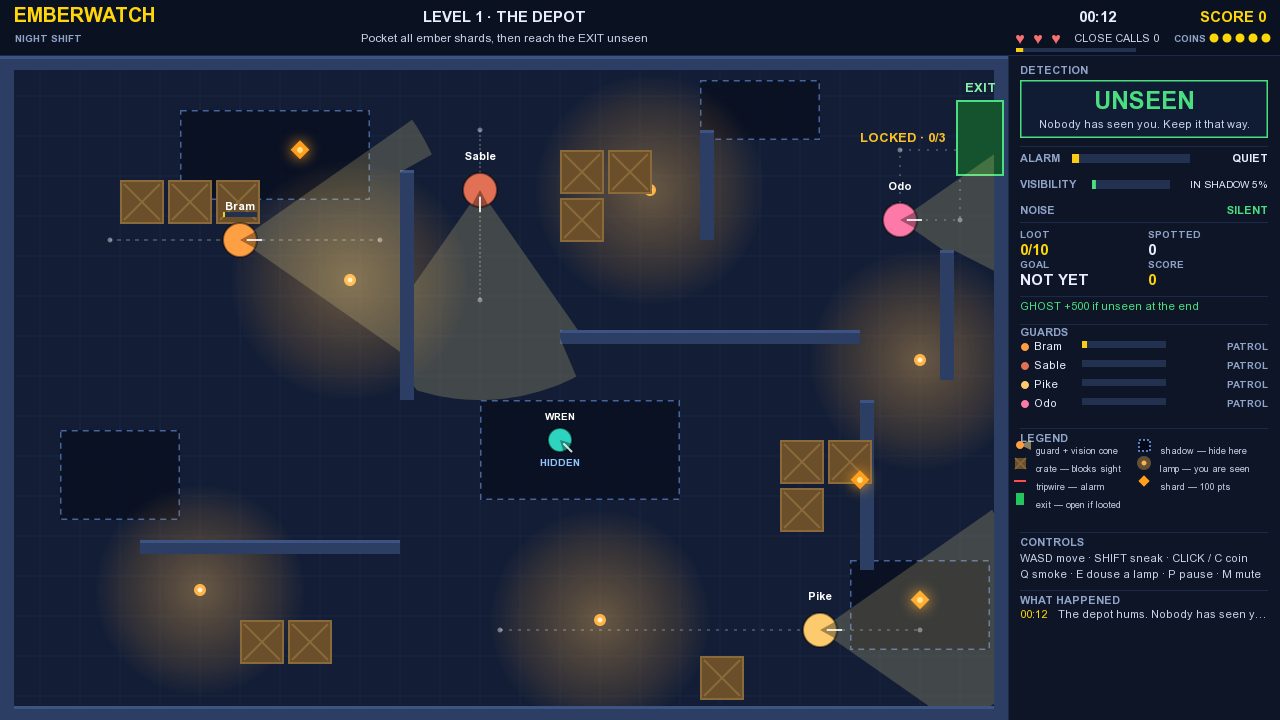 EMBERWATCH
NIGHT SHIFT
LEVEL 1 · THE DEPOT
Pocket all ember shards, then reach the EXIT unseen
00:12
SCORE 0
♥ ♥ ♥ CLOSE CALLS 0
COINS
EXIT
LOCKED · 0/3
Sable
Odo
Bram
WREN
HIDDEN
Pike
DETECTION
UNSEEN
Nobody has seen you. Keep it that way.
ALARM
QUIET
VISIBILITY
IN SHADOW 5%
NOISE
SILENT
LOOT
SPOTTED
0/10
0
GOAL
SCORE
NOT YET
0
GHOST +500 if unseen at the end
GUARDS
Bram PATROL
Sable PATROL
Pike PATROL
Odo PATROL
LEGEND
guard + vision cone
shadow — hide here
crate — blocks sight
lamp — you are seen
tripwire — alarm
shard — 100 pts
exit — open if looted
CONTROLS
WASD move · SHIFT sneak · CLICK / C coin
Q smoke · E douse a lamp · P pause · M mute
WHAT HAPPENED
00:12 The depot hums. Nobody has seen y...